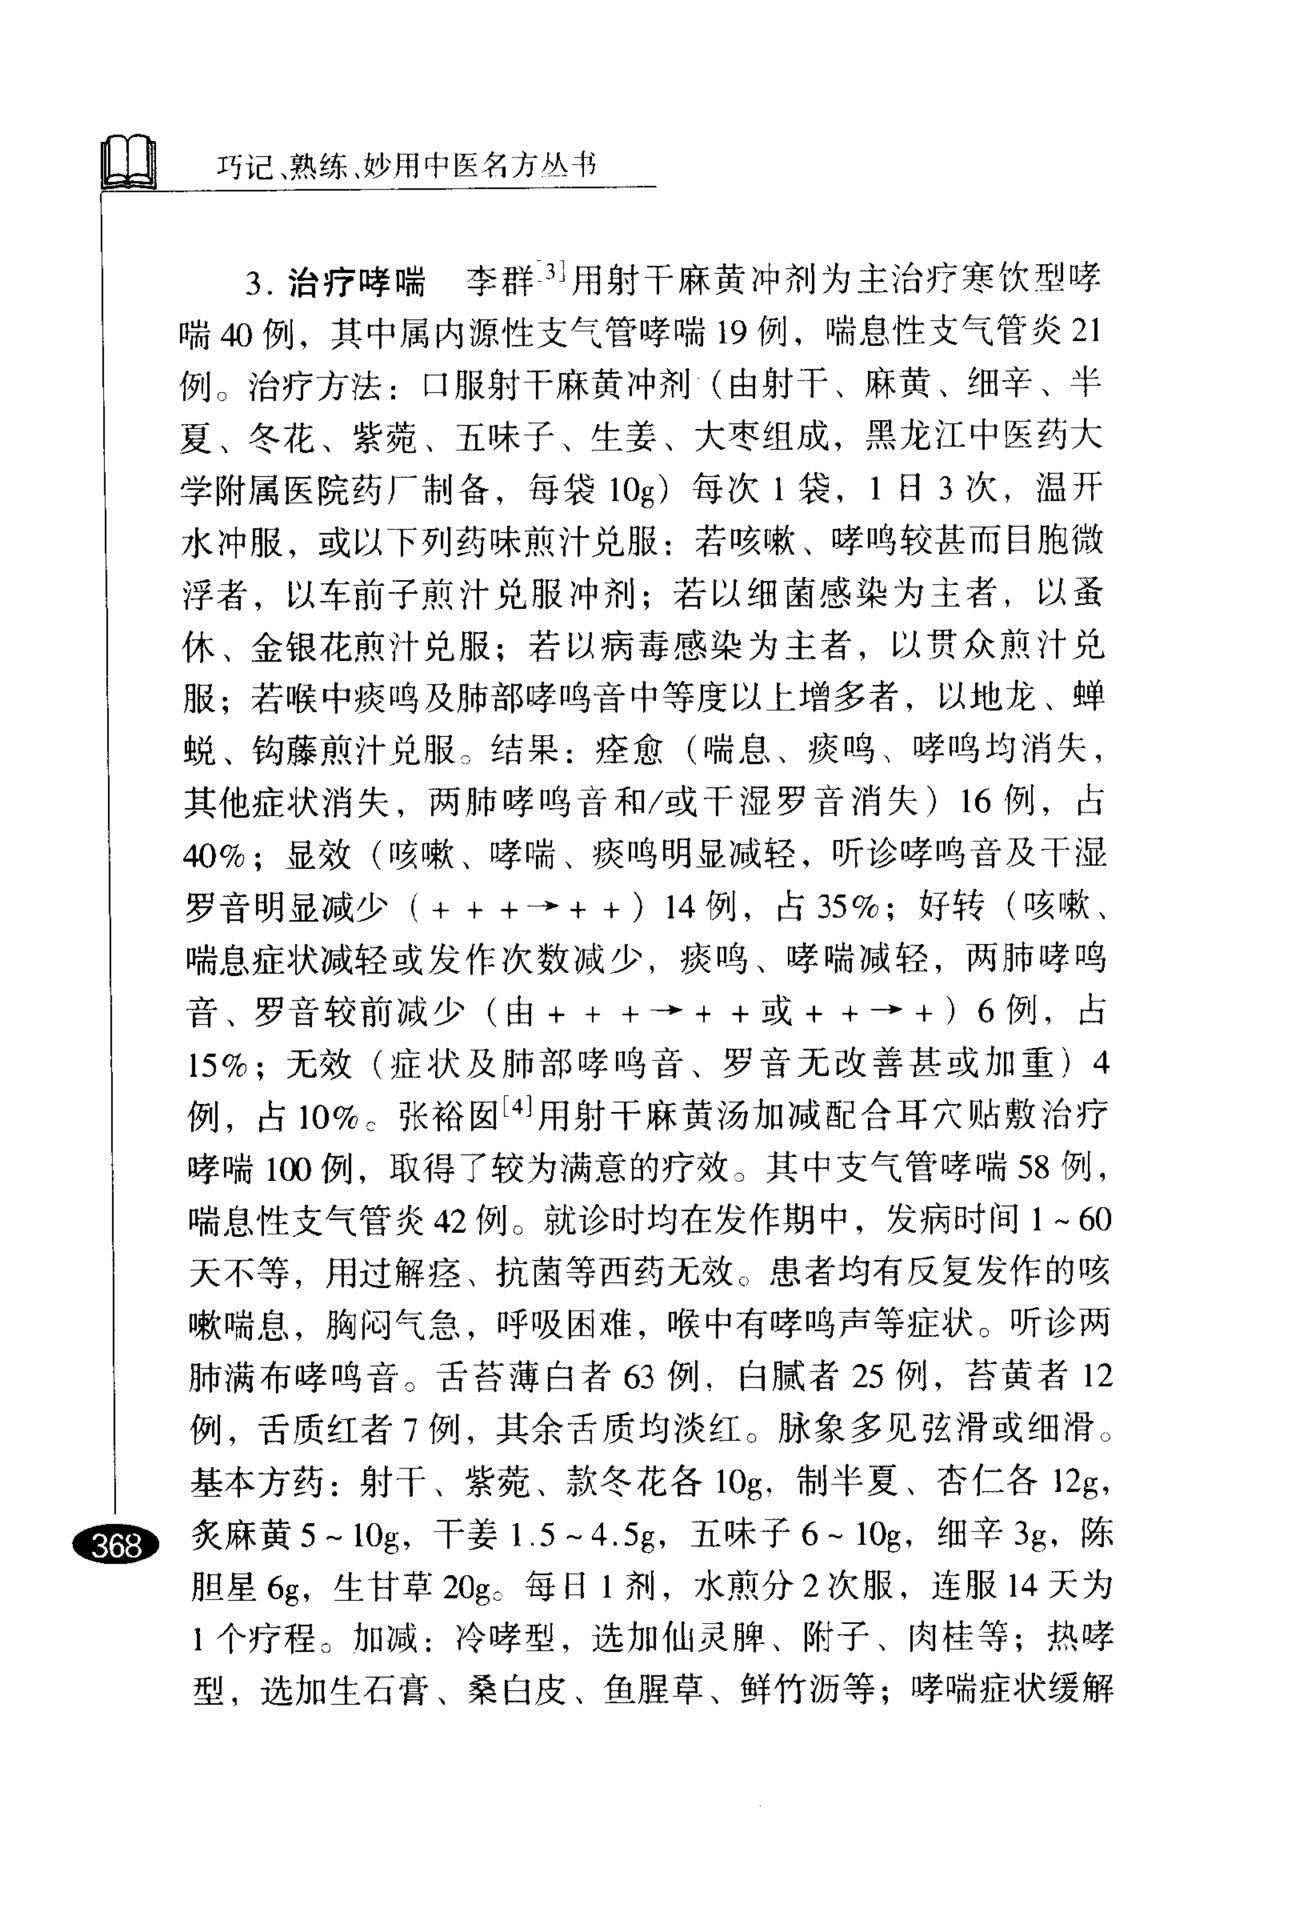 巧记、熟练、妙用中医名方丛书
3. 治疗哮喘　李群[3]用射干麻黄冲剂为主治疗寒饮型哮
喘 40 例，其中属内源性支气管哮喘 19 例，喘息性支气管炎 21
例。治疗方法：口服射干麻黄冲剂（由射干、麻黄、细辛、半
夏、冬花、紫菀、五味子、生姜、大枣组成，黑龙江中医药大
学附属医院药厂制备，每袋 10g）每次 1 袋，1 日 3 次，温开
水冲服，或以下列药味煎汁兑服：若咳嗽、哮鸣较甚而目胞微
浮者，以车前子煎汁兑服冲剂；若以细菌感染为主者，以蚤
休、金银花煎汁兑服；若以病毒感染为主者，以贯众煎汁兑
服；若喉中痰鸣及肺部哮鸣音中等度以上增多者，以地龙、蝉
蜕、钩藤煎汁兑服。结果：痊愈（喘息、痰鸣、哮鸣均消失，
其他症状消失，两肺哮鸣音和/或干湿罗音消失）16 例，占
40%；显效（咳嗽、哮喘、痰鸣明显减轻，听诊哮鸣音及干湿
罗音明显减少（+ + +→+ +）14 例，占 35%；好转（咳嗽、
喘息症状减轻或发作次数减少，痰鸣、哮喘减轻，两肺哮鸣
音、罗音较前减少（由 + + +→+ + 或 + +→+）6 例，占
15%；无效（症状及肺部哮鸣音、罗音无改善甚或加重）4
例，占 10%。张裕囡[4]用射干麻黄汤加减配合耳穴贴敷治疗
哮喘 100 例，取得了较为满意的疗效。其中支气管哮喘 58 例，
喘息性支气管炎 42 例。就诊时均在发作期中，发病时间 1～60
天不等，用过解痉、抗菌等西药无效。患者均有反复发作的咳
嗽喘息，胸闷气急，呼吸困难，喉中有哮鸣声等症状。听诊两
肺满布哮鸣音。舌苔薄白者 63 例，白腻者 25 例，苔黄者 12
例，舌质红者 7 例，其余舌质均淡红。脉象多见弦滑或细滑。
基本方药：射干、紫菀、款冬花各 10g，制半夏、杏仁各 12g，
炙麻黄 5～10g，干姜 1.5～4.5g，五味子 6～10g，细辛 3g，陈
胆星 6g，生甘草 20g。每日 1 剂，水煎分 2 次服，连服 14 天为
1 个疗程。加减：冷哮型，选加仙灵脾、附子、肉桂等；热哮
型，选加生石膏、桑白皮、鱼腥草、鲜竹沥等；哮喘症状缓解
368